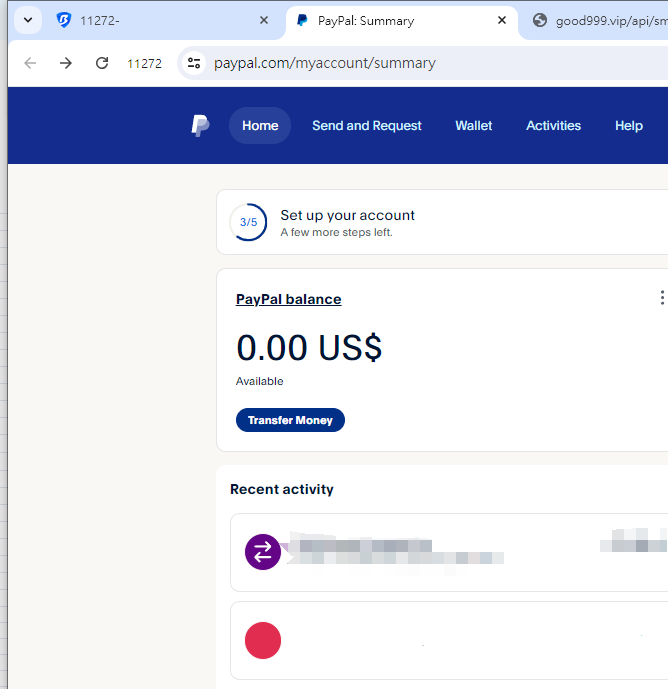 11272-
PayPal: Summary
good999.vip/api/sm
11272
paypal.com/myaccount/summary
Home
Send and Request
Wallet
Activities
Help
3/5
Set up your account
A few more steps left.
PayPal balance
0.00 US$
Available
Transfer Money
Recent activity